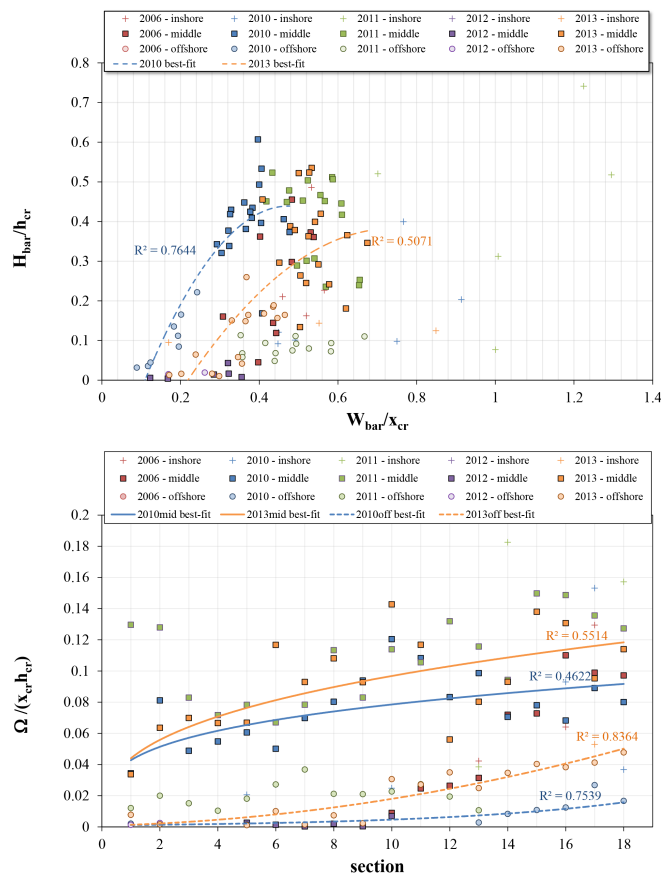 2006 - inshore 2010 - inshore 2011 - inshore 2012 - inshore 2013 - inshore
2006 - middle 2010 - middle 2011 - middle 2012 - middle 2013 - middle
2006 - offshore 2010 - offshore 2011 - offshore 2012 - offshore 2013 - offshore
2010 best-fit 2013 best-fit
0.8
0.7
0.6
0.5
0.4
0.3
0.2
0.1
0
H_bar/h_cr
R² = 0.7644
R² = 0.5071
0 0.2 0.4 0.6 0.8 1 1.2 1.4
W_bar/x_cr
2006 - inshore 2010 - inshore 2011 - inshore 2012 - inshore 2013 - inshore
2006 - middle 2010 - middle 2011 - middle 2012 - middle 2013 - middle
2006 - offshore 2010 - offshore 2011 - offshore 2012 - offshore 2013 - offshore
2010mid best-fit 2013mid best-fit 2010off best-fit 2013off best-fit
0.2
0.18
0.16
0.14
0.12
0.1
0.08
0.06
0.04
0.02
0
Ω /(x_cr h_cr)
R² = 0.5514
R² = 0.4622
R² = 0.8364
R² = 0.7539
0 2 4 6 8 10 12 14 16 18
section